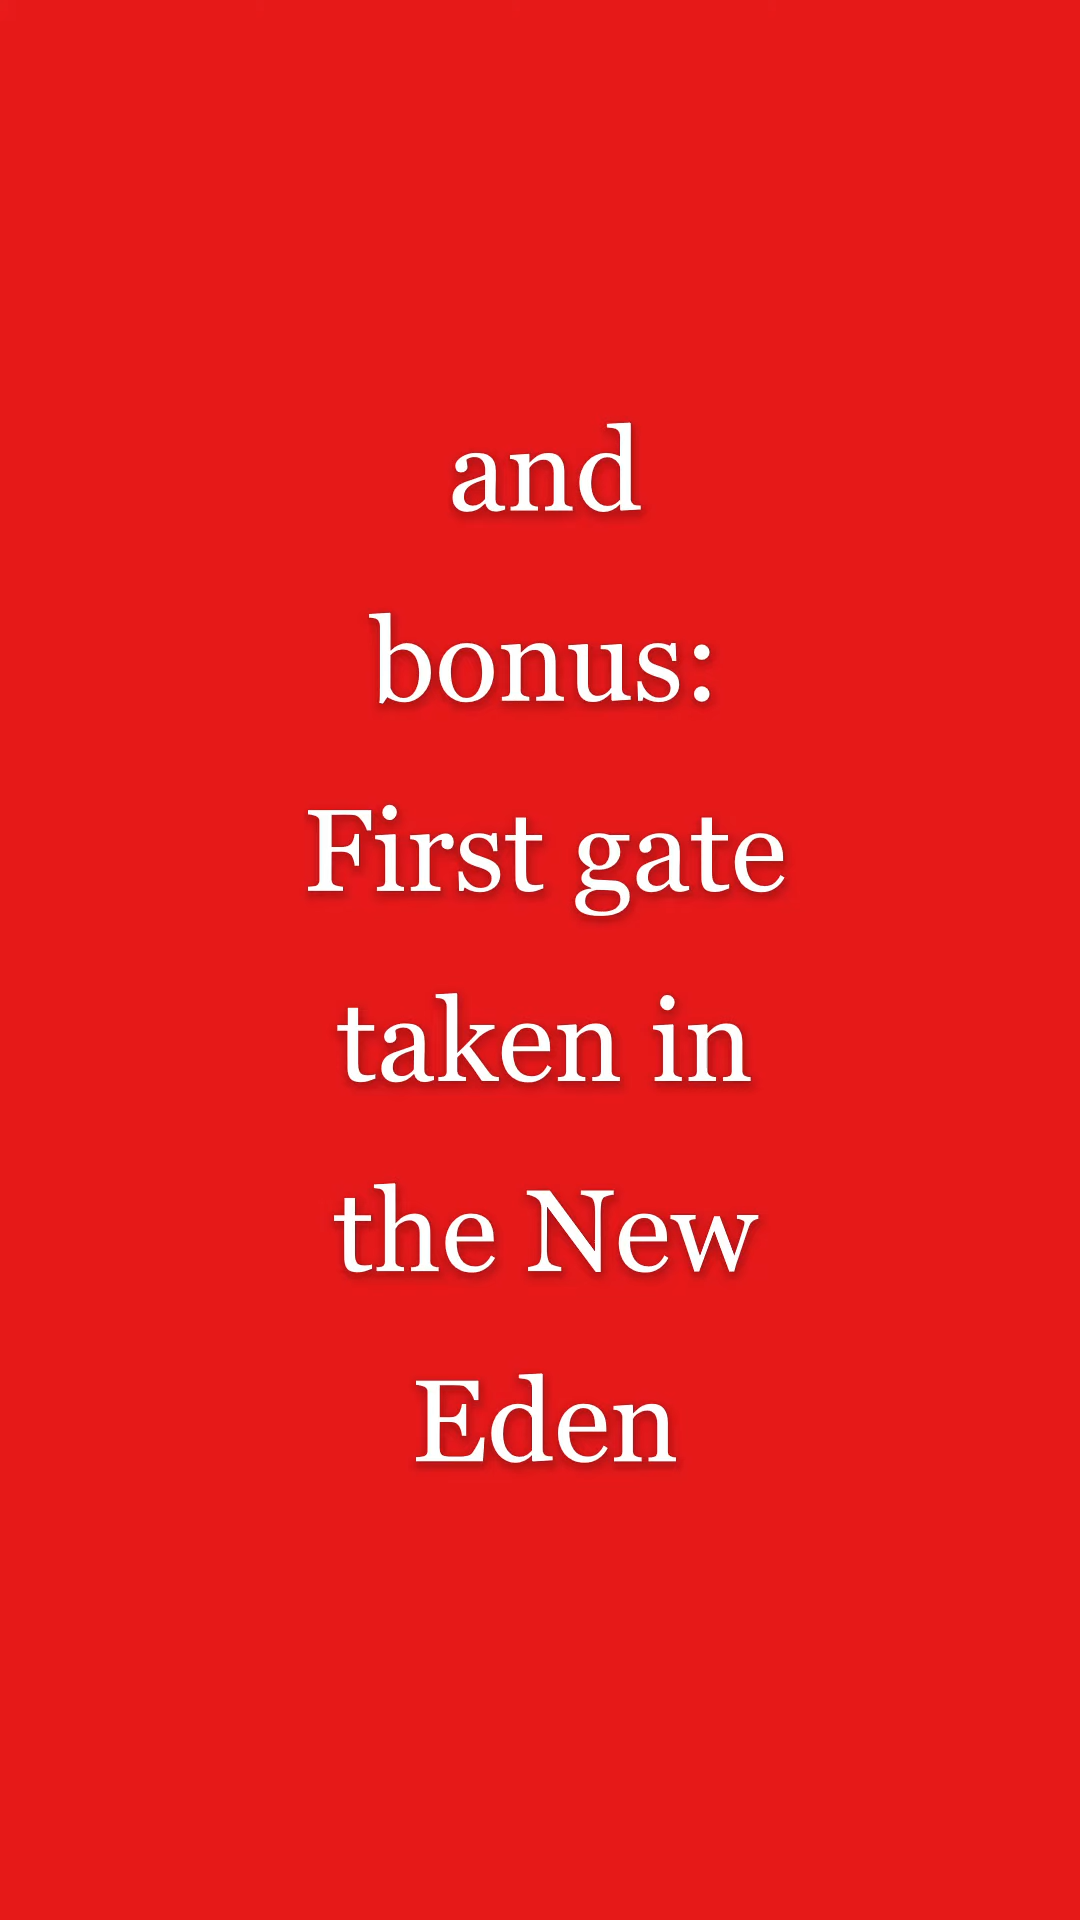 and
bonus:
First gate
taken in
the New
Eden